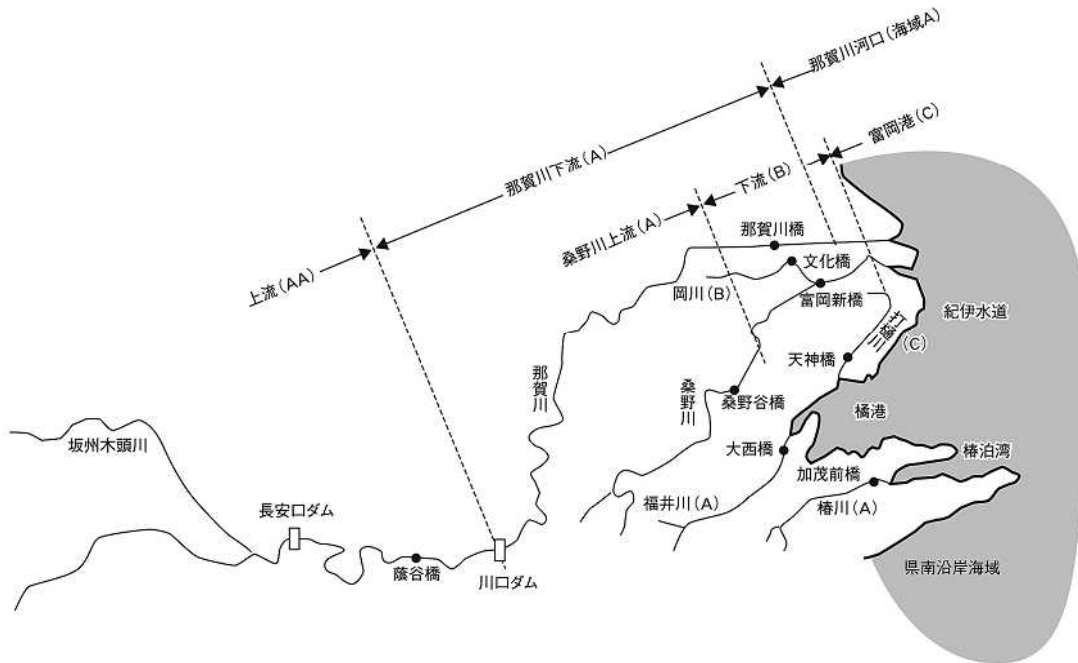 那賀川河口（海域A）
富岡港（C）
那賀川下流（A）
下流（B）
桑野川上流（A）
上流（AA）
那賀川橋
文化橋
岡川（B）
富岡新橋
紀伊水道
打樋川
（C）
天神橋
那賀川
桑野川
桑野谷橋
橘港
坂州木頭川
大西橋
椿泊湾
加茂前橋
福井川（A）
椿川（A）
長安口ダム
蔭谷橋
川口ダム
県南沿岸海域